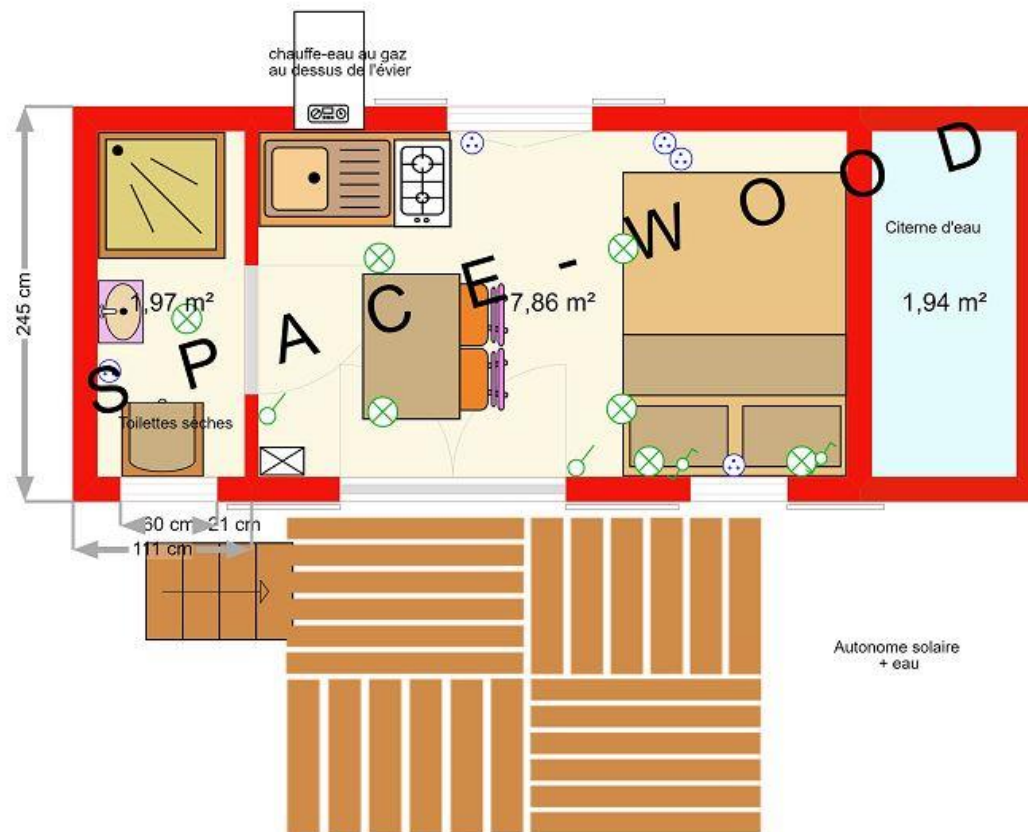 chauffe-eau au gaz
au dessus de l'évier
SPACE-WOOD
Citerne d'eau
245 cm
1,97 m²
7,86 m²
1,94 m²
Toilettes sèches
60 cm
21 cm
111 cm
Autonome solaire
+ eau